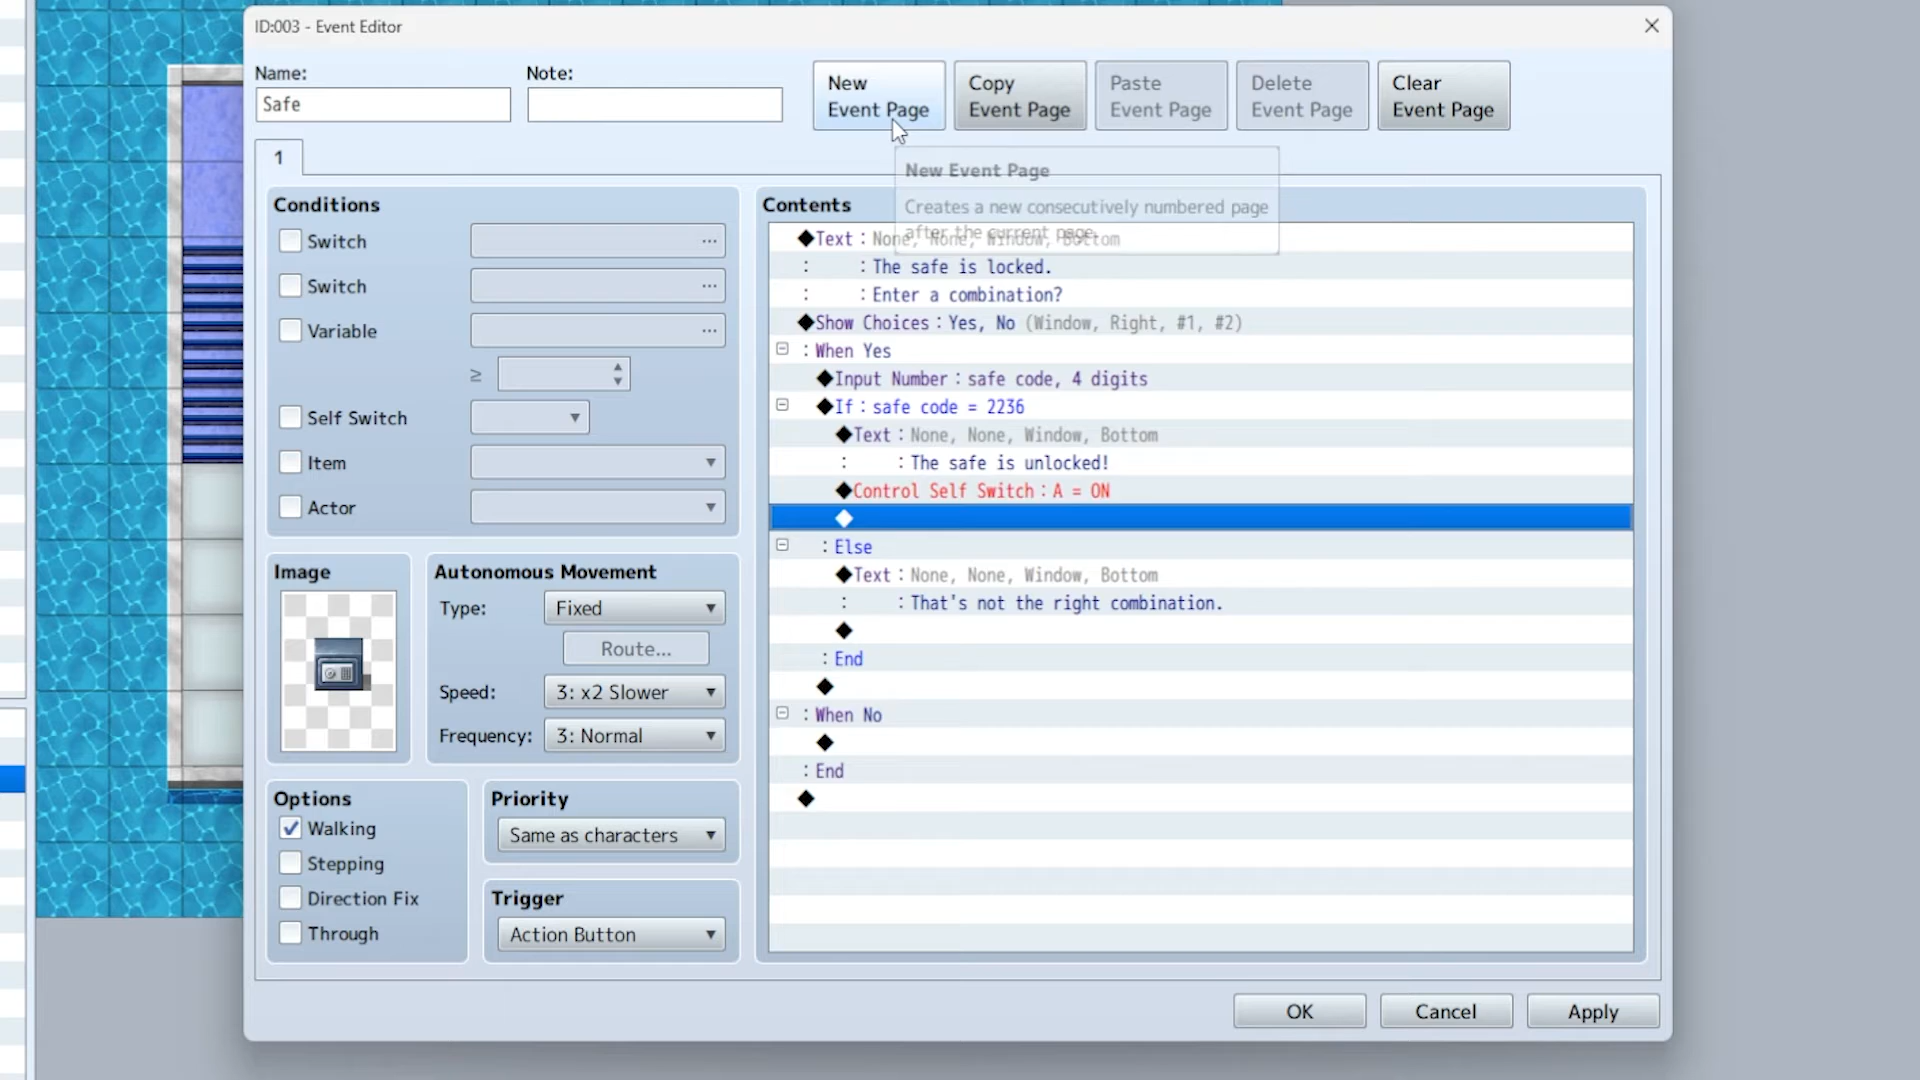 ID:003 - Event Editor
Name:
Note:
Safe
New
Event Page
Copy
Event Page
Paste
Event Page
Delete
Event Page
Clear
Event Page
New Event Page
Creates a new consecutively numbered page
after the current page.
1
Conditions
Switch
...
Switch
...
Variable
...
≥
Self Switch
Item
Actor
Image
Autonomous Movement
Type:
Fixed
Route...
Speed:
3: x2 Slower
Frequency:
3: Normal
Options
Walking
Stepping
Direction Fix
Through
Priority
Same as characters
Trigger
Action Button
Contents
◆Text : None, None, Window, Bottom
: : The safe is locked.
: : Enter a combination?
◆Show Choices : Yes, No (Window, Right, #1, #2)
: When Yes
◆Input Number : safe code, 4 digits
◆If : safe code = 2236
◆Text : None, None, Window, Bottom
: : The safe is unlocked!
◆Control Self Switch : A = ON
◆
: Else
◆Text : None, None, Window, Bottom
: : That's not the right combination.
◆
: End
◆
: When No
◆
: End
◆
OK
Cancel
Apply